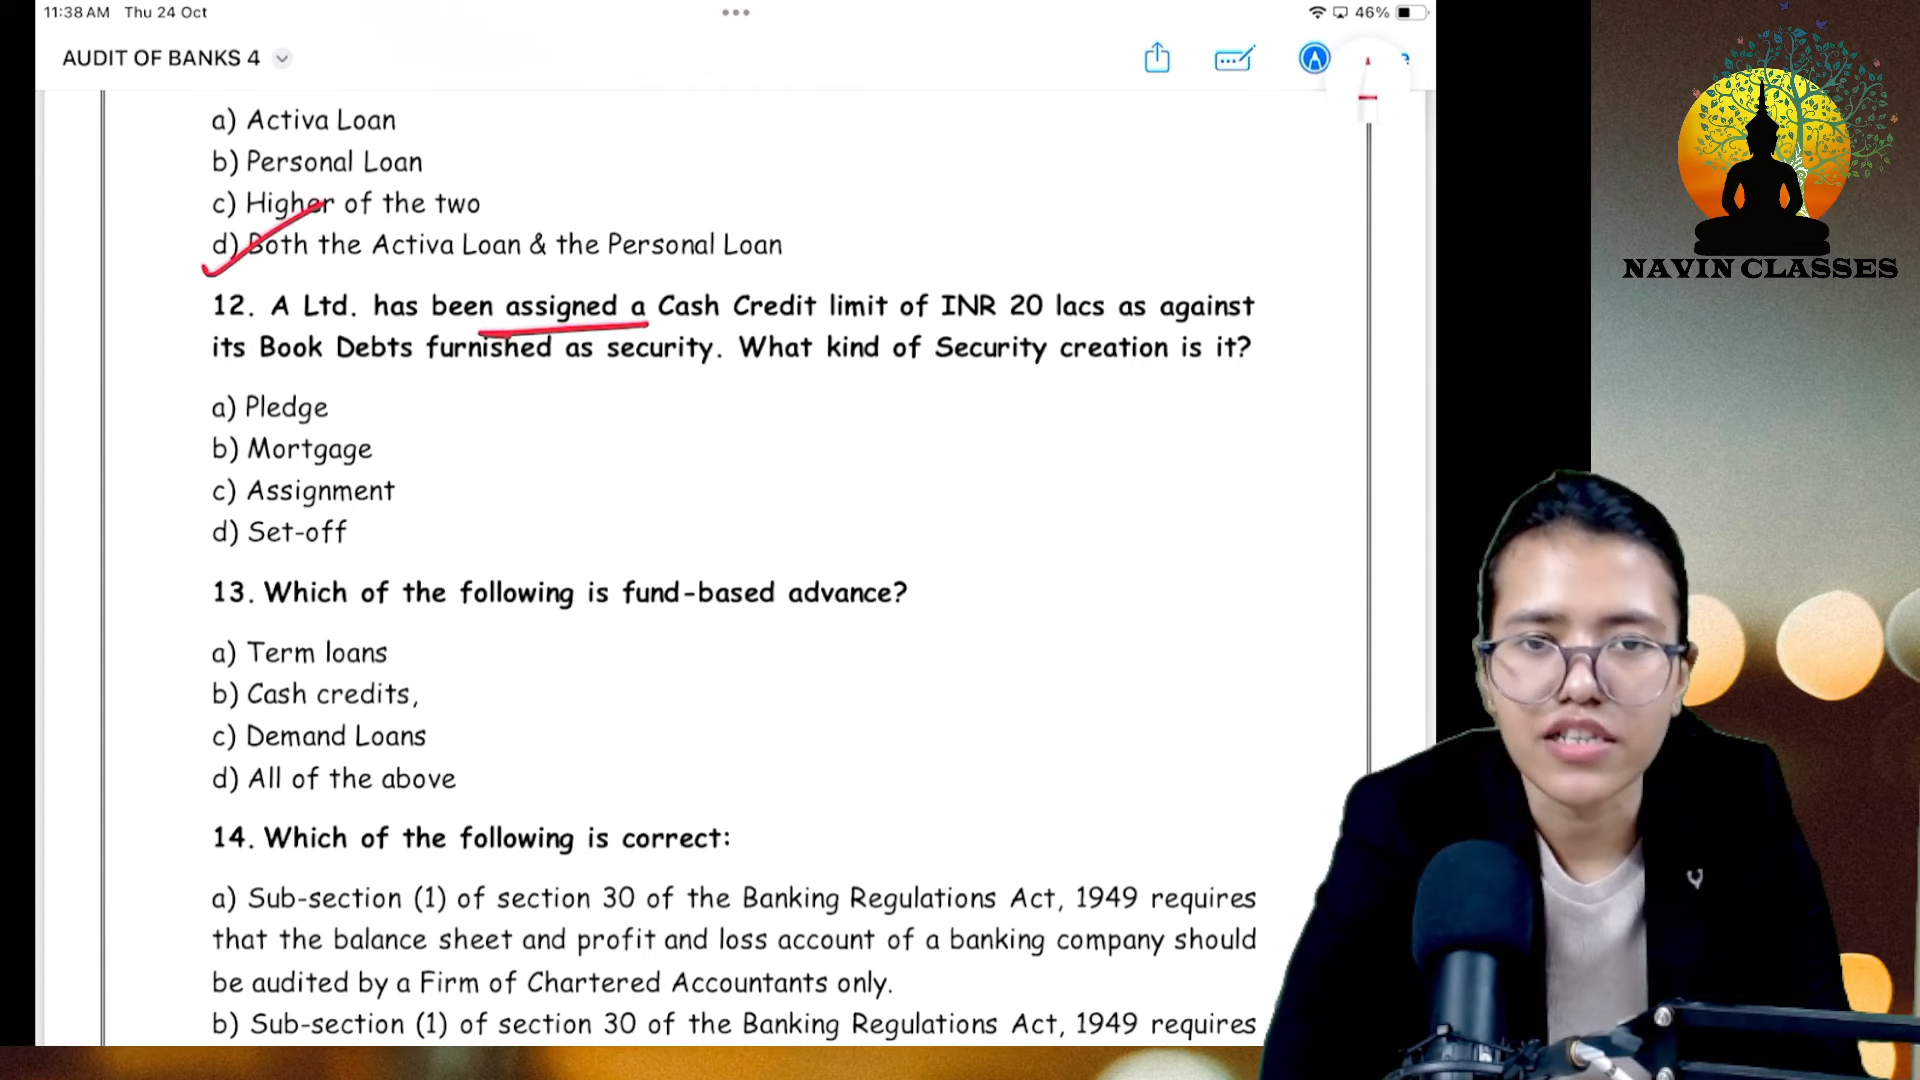 11:38 AM Thu 24 Oct
46%
AUDIT OF BANKS 4
a) Activa Loan
b) Personal Loan
c) Higher of the two
d) Both the Activa Loan & the Personal Loan
12. A Ltd. has been assigned a Cash Credit limit of INR 20 lacs as against
its Book Debts furnished as security. What kind of Security creation is it?
a) Pledge
b) Mortgage
c) Assignment
d) Set-off
13. Which of the following is fund-based advance?
a) Term loans
b) Cash credits,
c) Demand Loans
d) All of the above
14. Which of the following is correct:
a) Sub-section (1) of section 30 of the Banking Regulations Act, 1949 requires
that the balance sheet and profit and loss account of a banking company should
be audited by a Firm of Chartered Accountants only.
b) Sub-section (1) of section 30 of the Banking Regulations Act, 1949 requires
NAVIN CLASSES